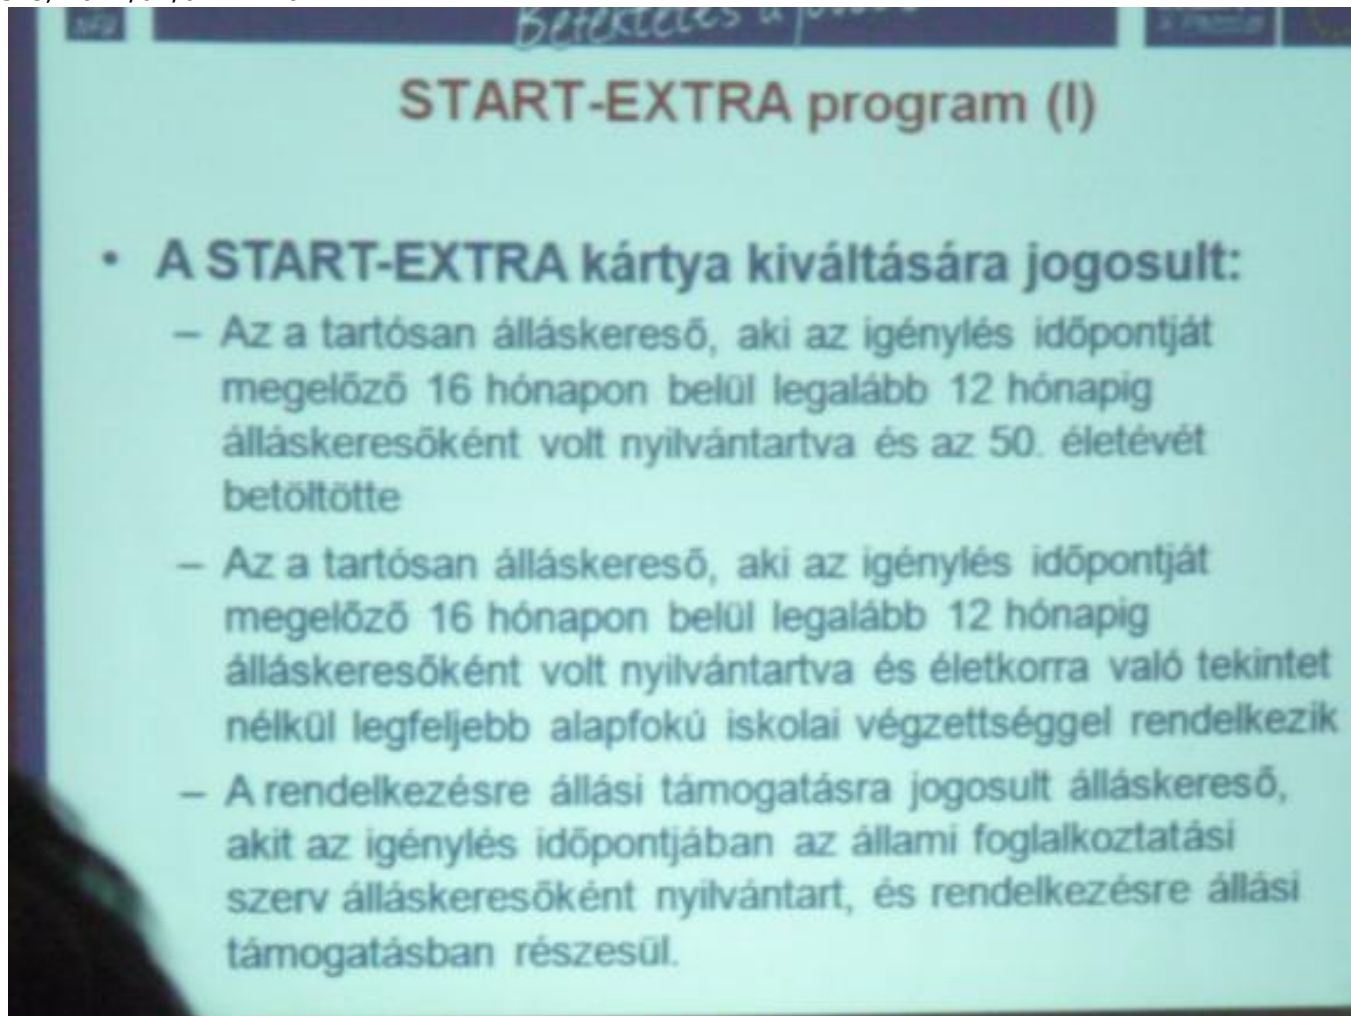 Befektetés a jövőbe
START-EXTRA program (I)
• A START-EXTRA kártya kiváltására jogosult:
– Az a tartósan álláskereső, aki az igénylés időpontját
megelőző 16 hónapon belül legalább 12 hónapig
álláskeresőként volt nyilvántartva és az 50. életévét
betöltötte
– Az a tartósan álláskereső, aki az igénylés időpontját
megelőző 16 hónapon belül legalább 12 hónapig
álláskeresőként volt nyilvántartva és életkorra való tekintet
nélkül legfeljebb alapfokú iskolai végzettséggel rendelkezik
– A rendelkezésre állási támogatásra jogosult álláskereső,
akit az igénylés időpontjában az állami foglalkoztatási
szerv álláskeresőként nyilvántart, és rendelkezésre állási
támogatásban részesül.